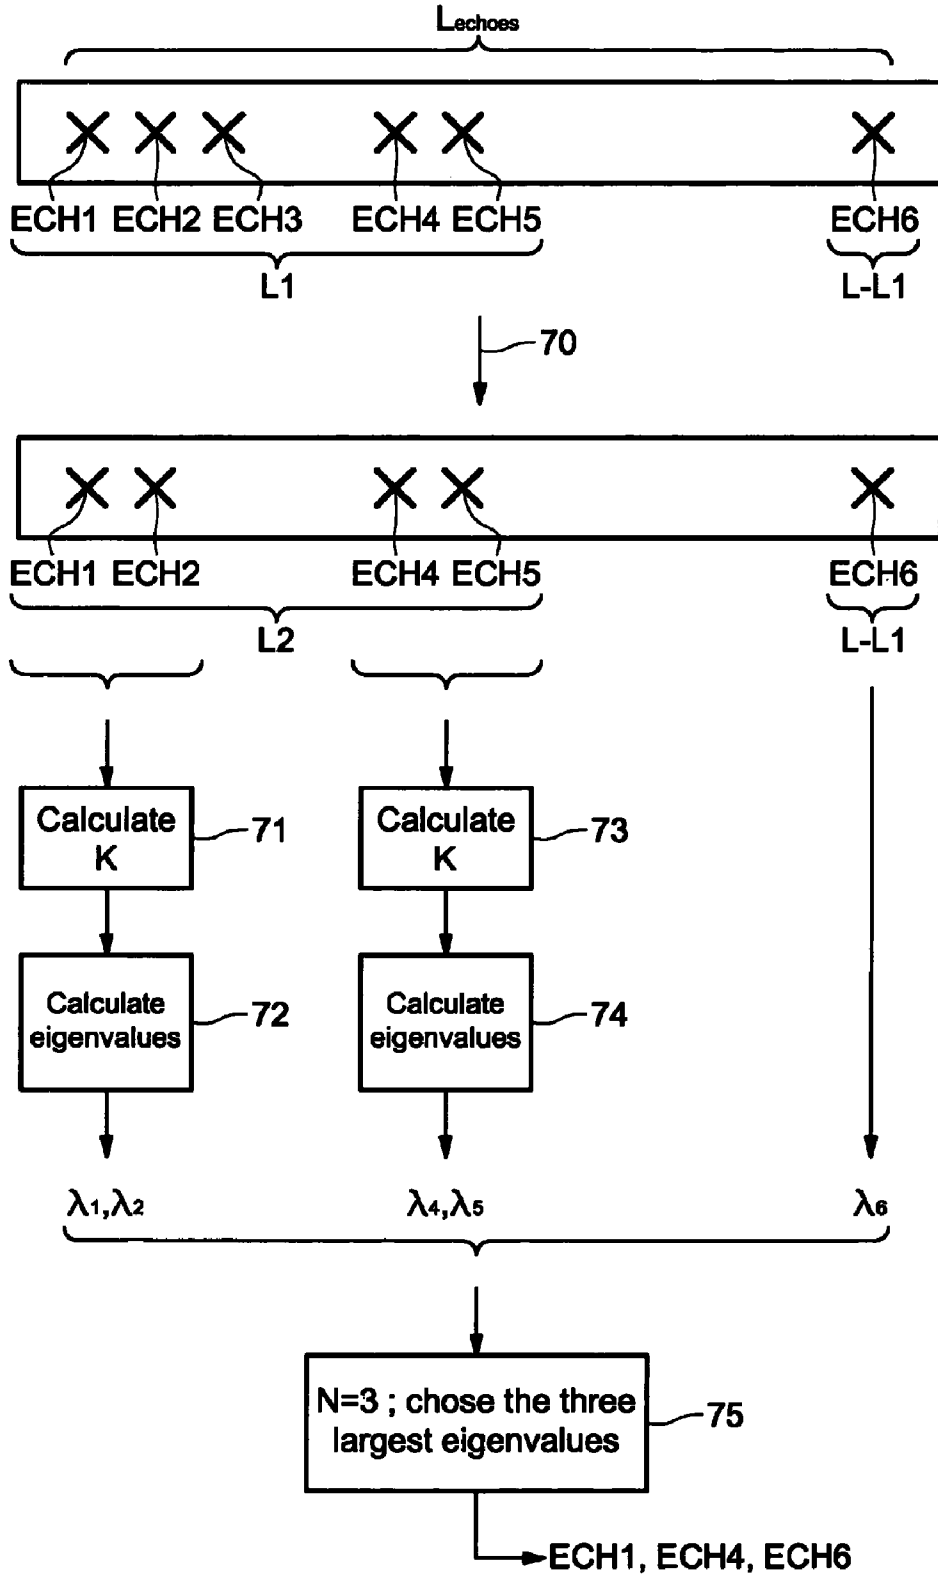 Lechoes
ECH1 ECH2 ECH3 ECH4 ECH5 ECH6
L1 L-L1
70
ECH1 ECH2 ECH4 ECH5 ECH6
L2 L-L1
Calculate
K
71
Calculate
K
73
Calculate
eigenvalues
72
Calculate
eigenvalues
74
λ1,λ2 λ4,λ5 λ6
N=3 ; chose the three
largest eigenvalues
75
ECH1, ECH4, ECH6